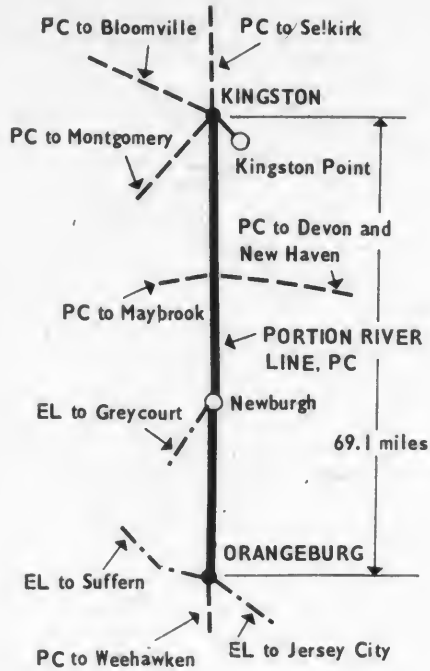 PC to Bloomville
PC to Selkirk
KINGSTON
PC to Montgomery
Kingston Point
PC to Devon and
New Haven
PC to Maybrook
PORTION RIVER
LINE, PC
EL to Greycourt
Newburgh
69.1 miles
ORANGEBURG
EL to Suffern
PC to Weehawken
EL to Jersey City